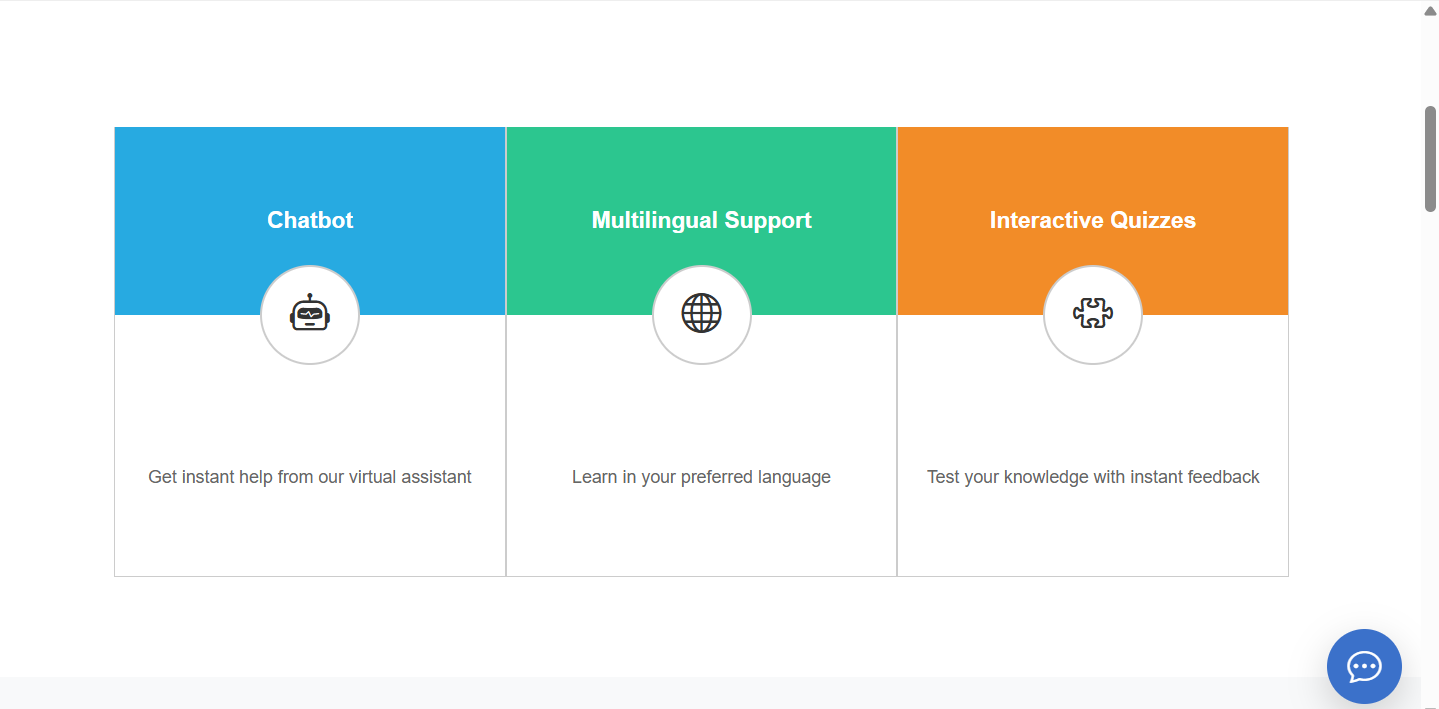 Chatbot
Multilingual Support
Interactive Quizzes
Get instant help from our virtual assistant
Learn in your preferred language
Test your knowledge with instant feedback